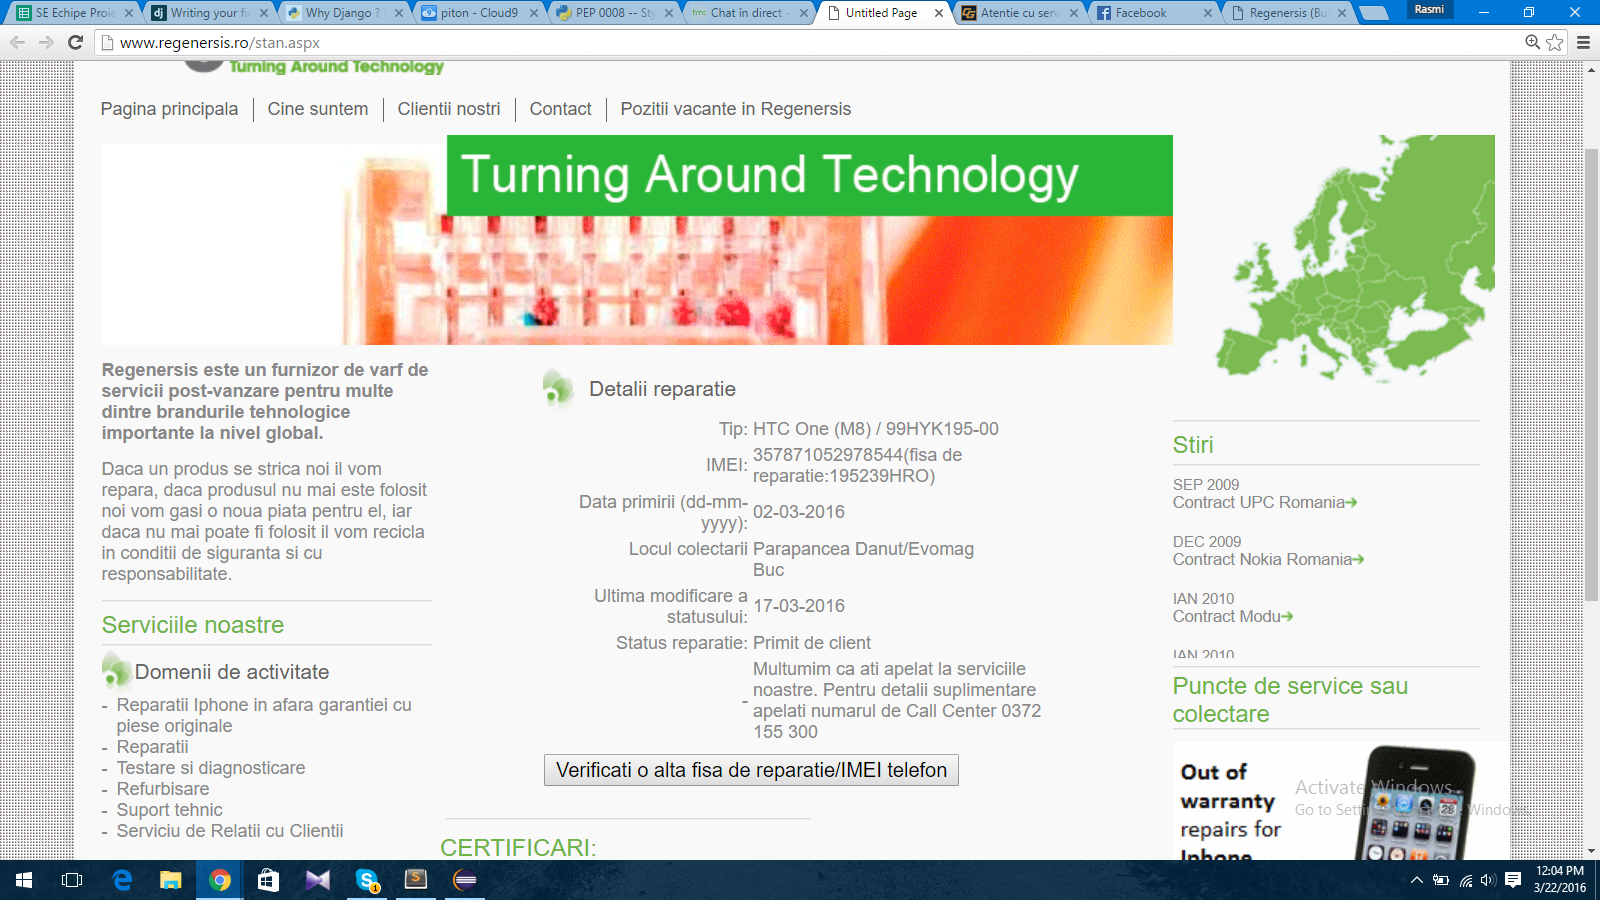 SE Echipe Proie
Writing your fi
Why Django ?
piton - Cloud9
PEP 0008 -- Sty
Chat în direct -
Untitled Page
Atentie cu serv
Facebook
Regenersis (Bu
Rasmi
www.regenersis.ro/stan.aspx
Turning Around Technology
Pagina principala
Cine suntem
Clientii nostri
Contact
Pozitii vacante in Regenersis
Turning Around Technology
Regenersis este un furnizor de varf de
servicii post-vanzare pentru multe
dintre brandurile tehnologice
importante la nivel global.
Daca un produs se strica noi il vom
repara, daca produsul nu mai este folosit
noi vom gasi o noua piata pentru el, iar
daca nu mai poate fi folosit il vom recicla
in conditii de siguranta si cu
responsabilitate.
Serviciile noastre
Domenii de activitate
- Reparatii Iphone in afara garantiei cu
piese originale
- Reparatii
- Testare si diagnosticare
- Refurbisare
- Suport tehnic
- Serviciu de Relatii cu Clientii
Detalii reparatie
Tip: HTC One (M8) / 99HYK195-00
IMEI: 357871052978544(fisa de
reparatie:195239HRO)
Data primirii (dd-mm-
yyyy): 02-03-2016
Locul colectarii Parapancea Danut/Evomag
Buc
Ultima modificare a
statusului: 17-03-2016
Status reparatie: Primit de client
Multumim ca ati apelat la serviciile
noastre. Pentru detalii suplimentare
- apelati numarul de Call Center 0372
155 300
Verificati o alta fisa de reparatie/IMEI telefon
CERTIFICARI:
Stiri
SEP 2009
Contract UPC Romania
DEC 2009
Contract Nokia Romania
IAN 2010
Contract Modu
IAN 2010
Puncte de service sau
colectare
Out of
warranty
repairs for
Iphone
Activate Windows
Go to Settings to activate Windows.
12:04 PM
3/22/2016